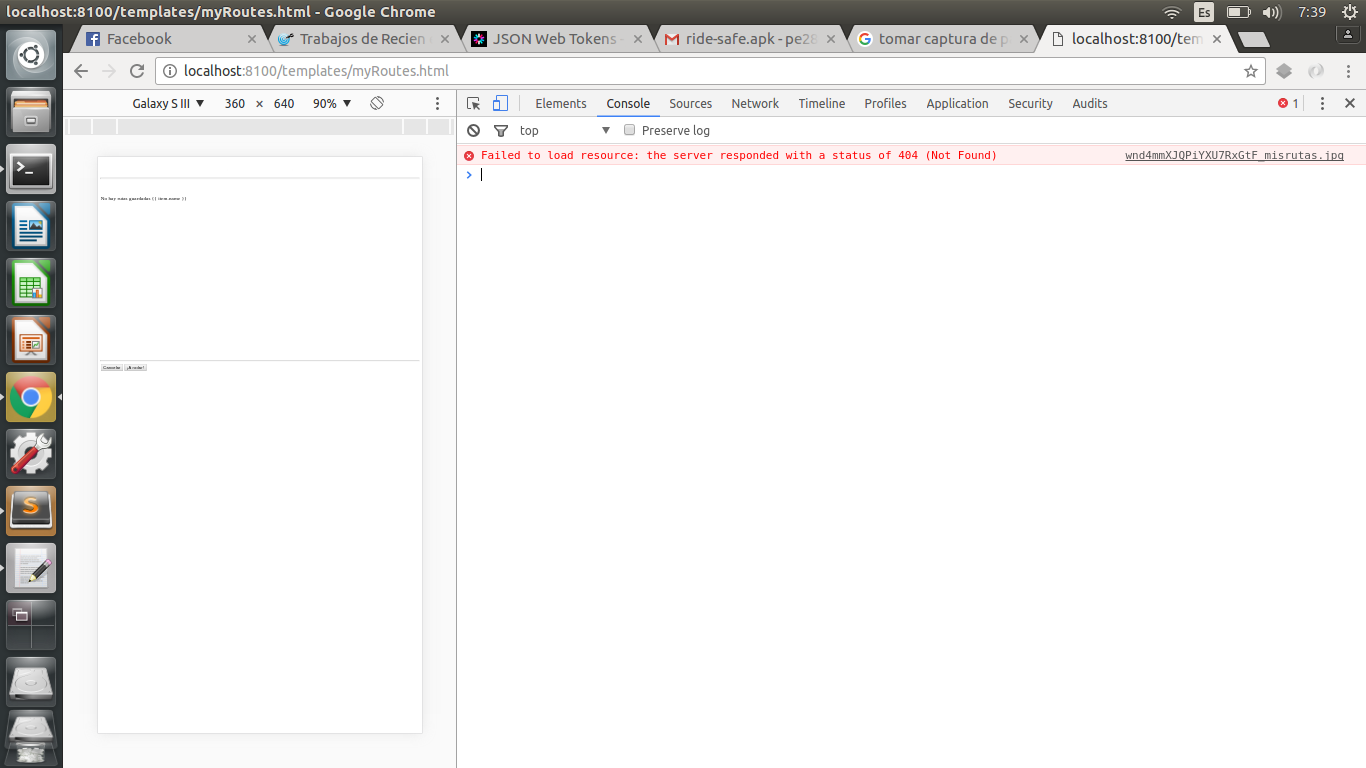 localhost:8100/templates/myRoutes.html - Google Chrome
Es
7:39
Facebook
Trabajos de Recien
JSON Web Tokens -
ride-safe.apk - pe28
tomar captura de p
localhost:8100/tem
localhost:8100/templates/myRoutes.html
Galaxy S III ▼ 360 × 640 90% ▼
Elements Console Sources Network Timeline Profiles Application Security Audits
1
top ▼ Preserve log
Failed to load resource: the server responded with a status of 404 (Not Found)
wnd4mmXJQPiYXU7RxGtF_misrutas.jpg
No hay rutas guardadas {{ item.name }}
Cancelar ¡A rodar!